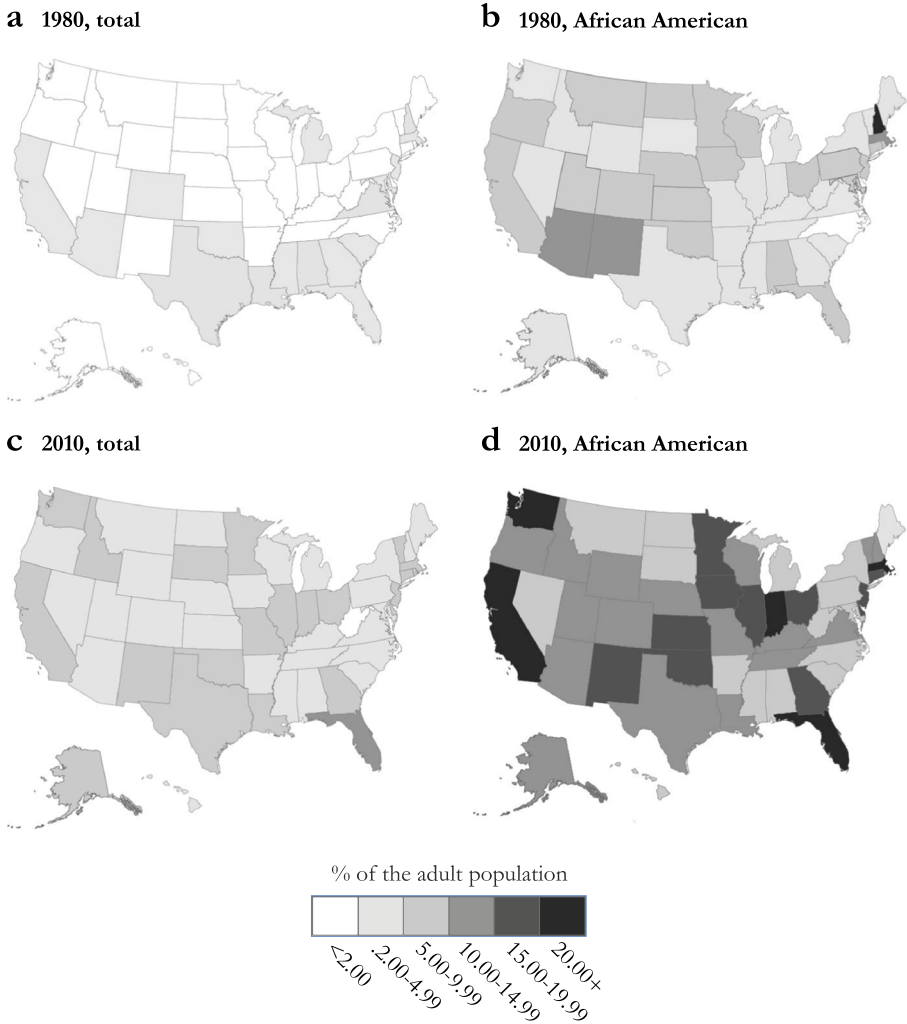 a 1980, total
b 1980, African American
c 2010, total
d 2010, African American
% of the adult population
<2.00
.2.00-4.99
5.00-9.99
10.00-14.99
15.00-19.99
20.00+